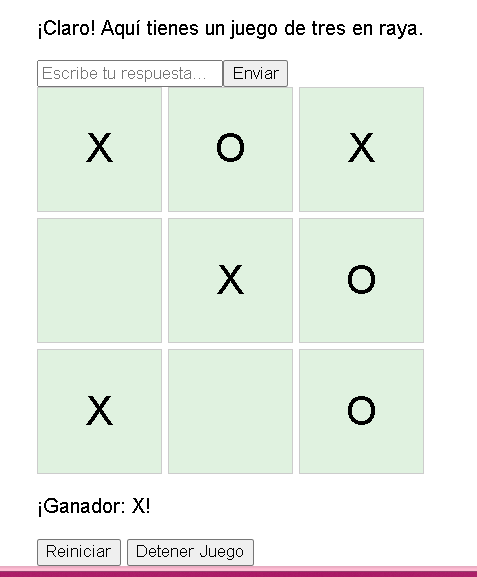 ¡Claro! Aquí tienes un juego de tres en raya.
Escribe tu respuesta... Enviar
X O X
X O
X O
¡Ganador: X!
Reiniciar Detener Juego